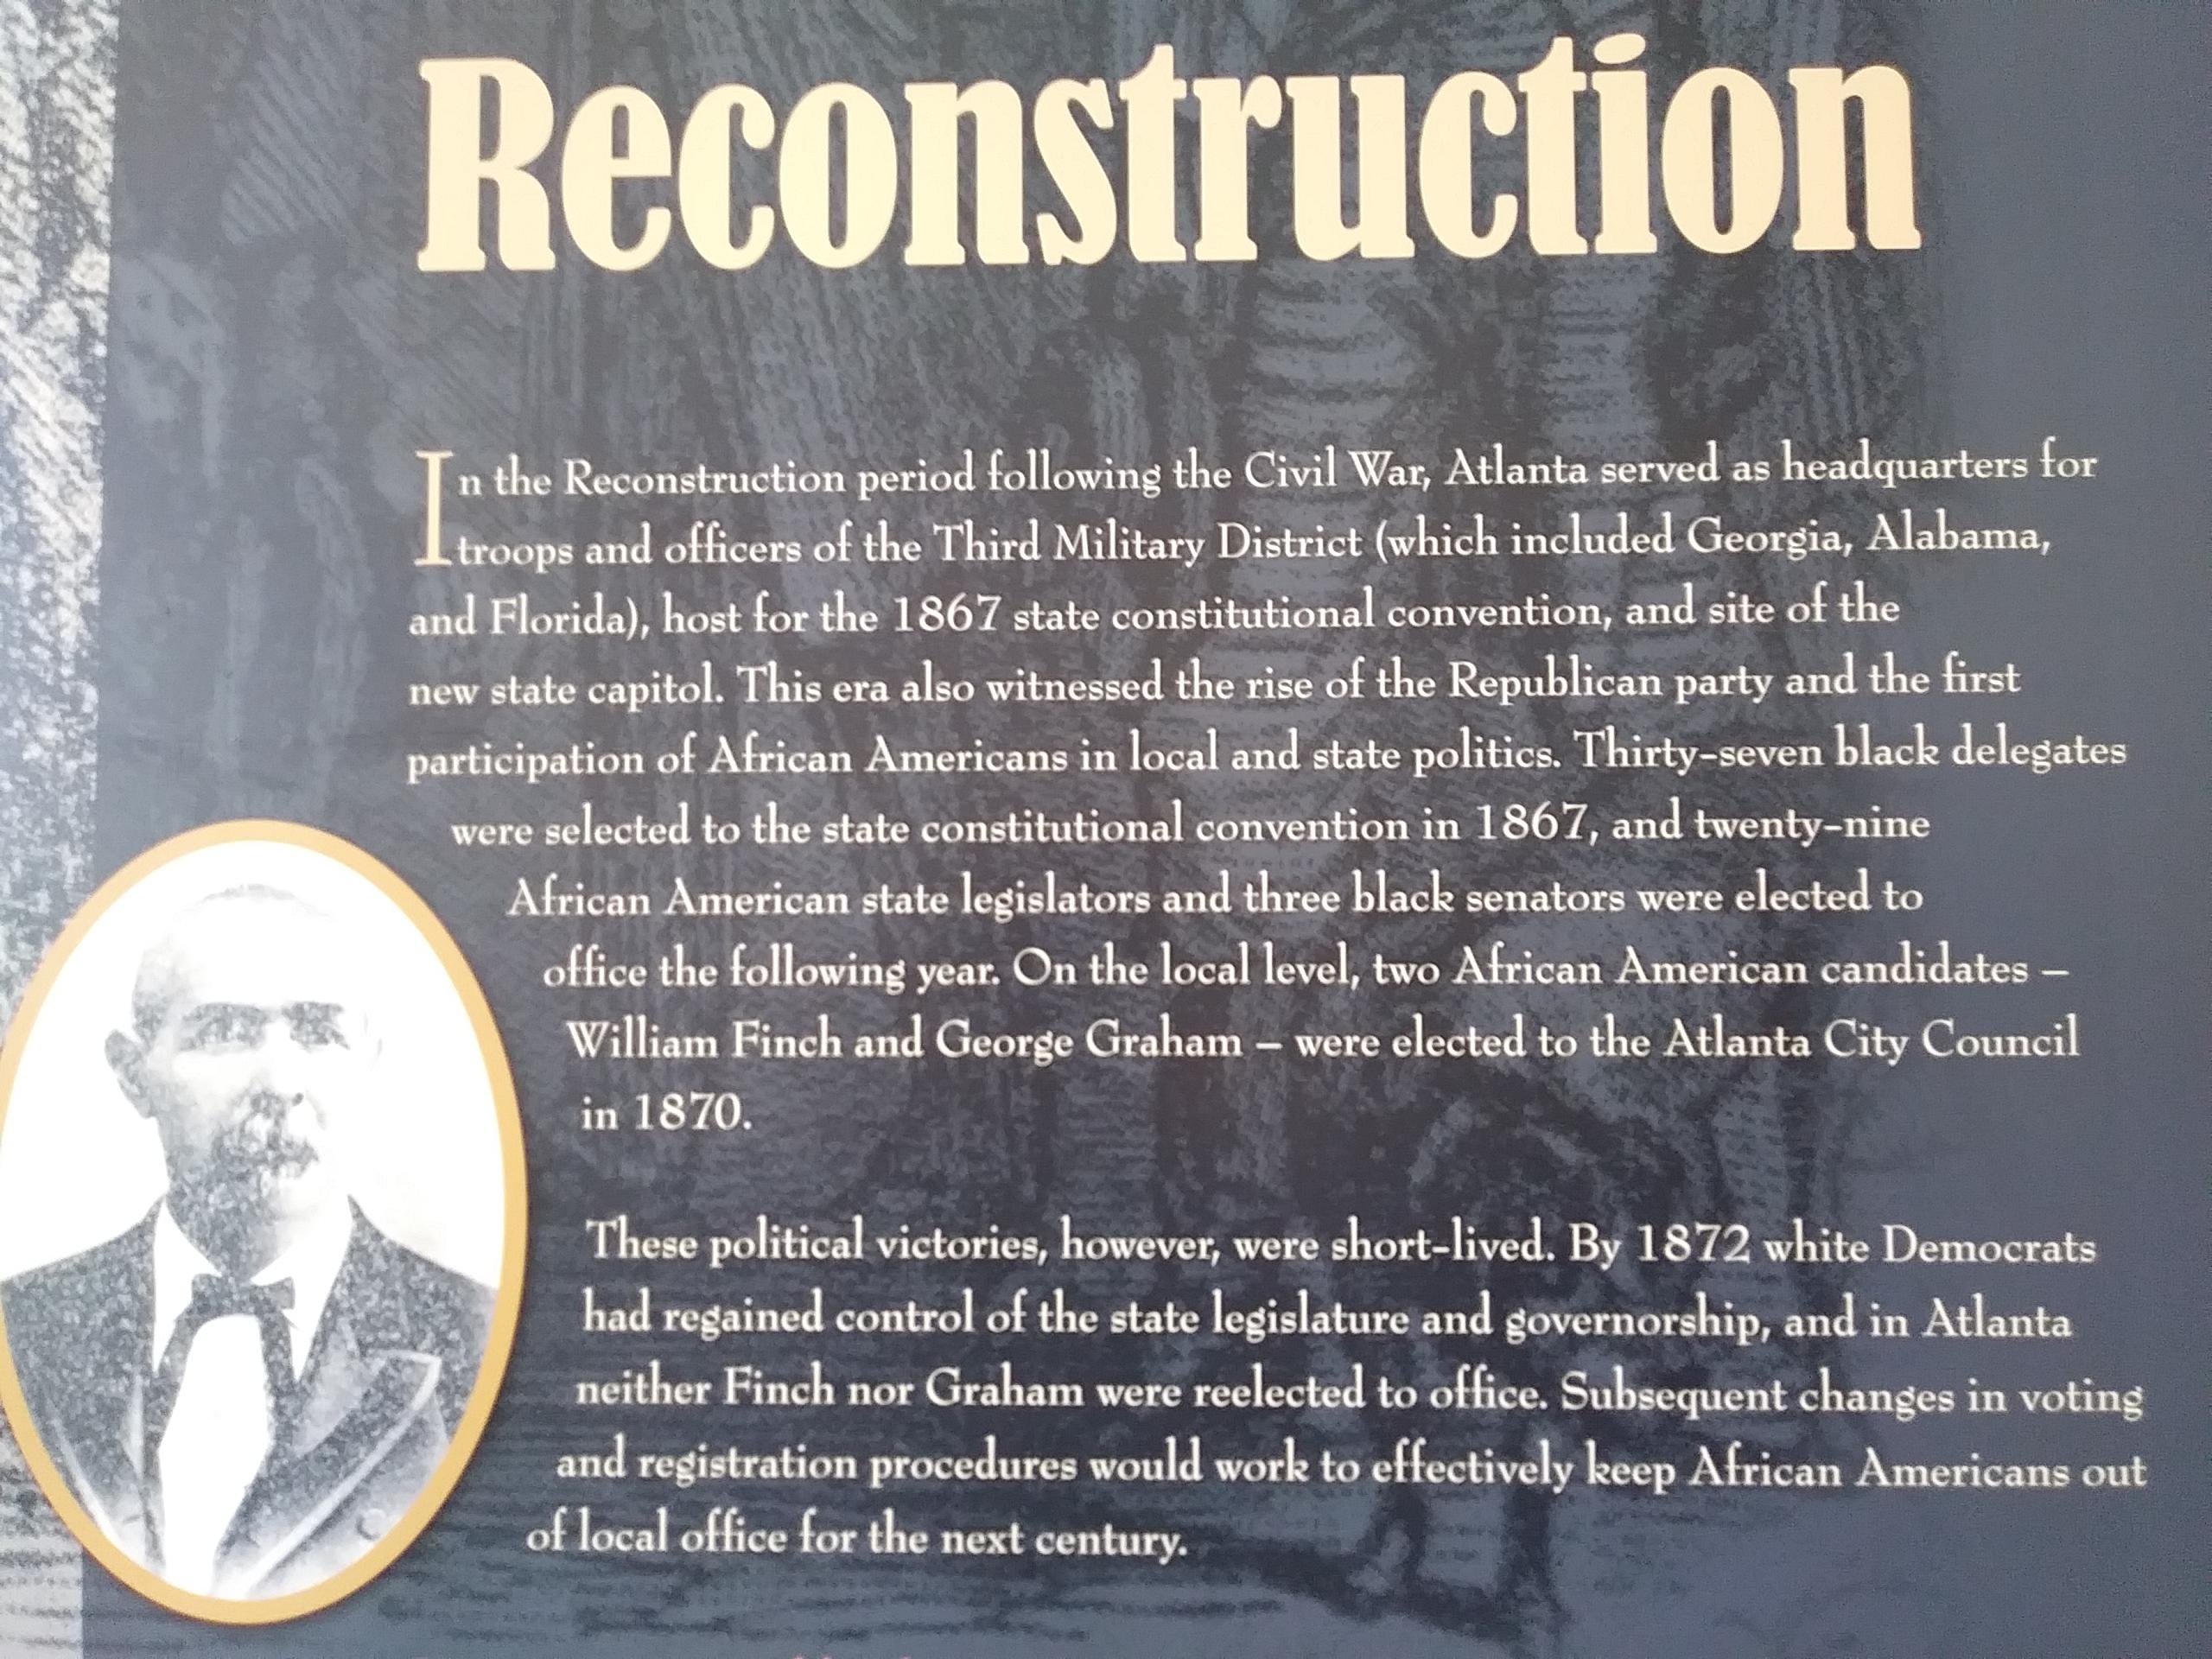 Reconstruction
In the Reconstruction period following the Civil War, Atlanta served as headquarters for
troops and officers of the Third Military District (which included Georgia, Alabama,
and Florida), host for the 1867 state constitutional convention, and site of the
new state capitol. This era also witnessed the rise of the Republican party and the first
participation of African Americans in local and state politics. Thirty-seven black delegates
were selected to the state constitutional convention in 1867, and twenty-nine
African American state legislators and three black senators were elected to
office the following year. On the local level, two African American candidates –
William Finch and George Graham – were elected to the Atlanta City Council
in 1870.
These political victories, however, were short-lived. By 1872 white Democrats
had regained control of the state legislature and governorship, and in Atlanta
neither Finch nor Graham were reelected to office. Subsequent changes in voting
and registration procedures would work to effectively keep African Americans out
of local office for the next century.